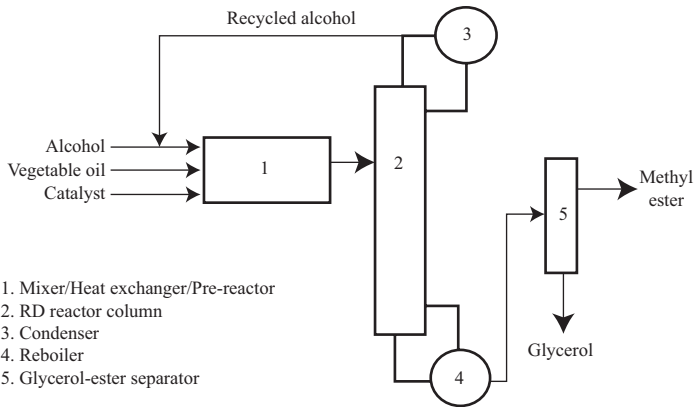 Recycled alcohol
3
Alcohol
Vegetable oil
Catalyst
1
2
Methyl
ester
5
1. Mixer/Heat exchanger/Pre-reactor
2. RD reactor column
3. Condenser
4. Reboiler
5. Glycerol-ester separator
Glycerol
4